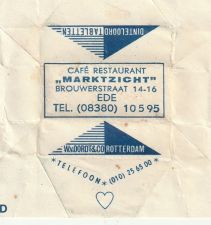 DINTELOORD TABLETTEN
CAFÉ RESTAURANT
„MARKTZICHT”
BROUWERSTRAAT 14-16
EDE
TEL. (08380) 10595
W. v. OORDT & CO ROTTERDAM
*TELEFOON * (010) 25 65 00 *
D